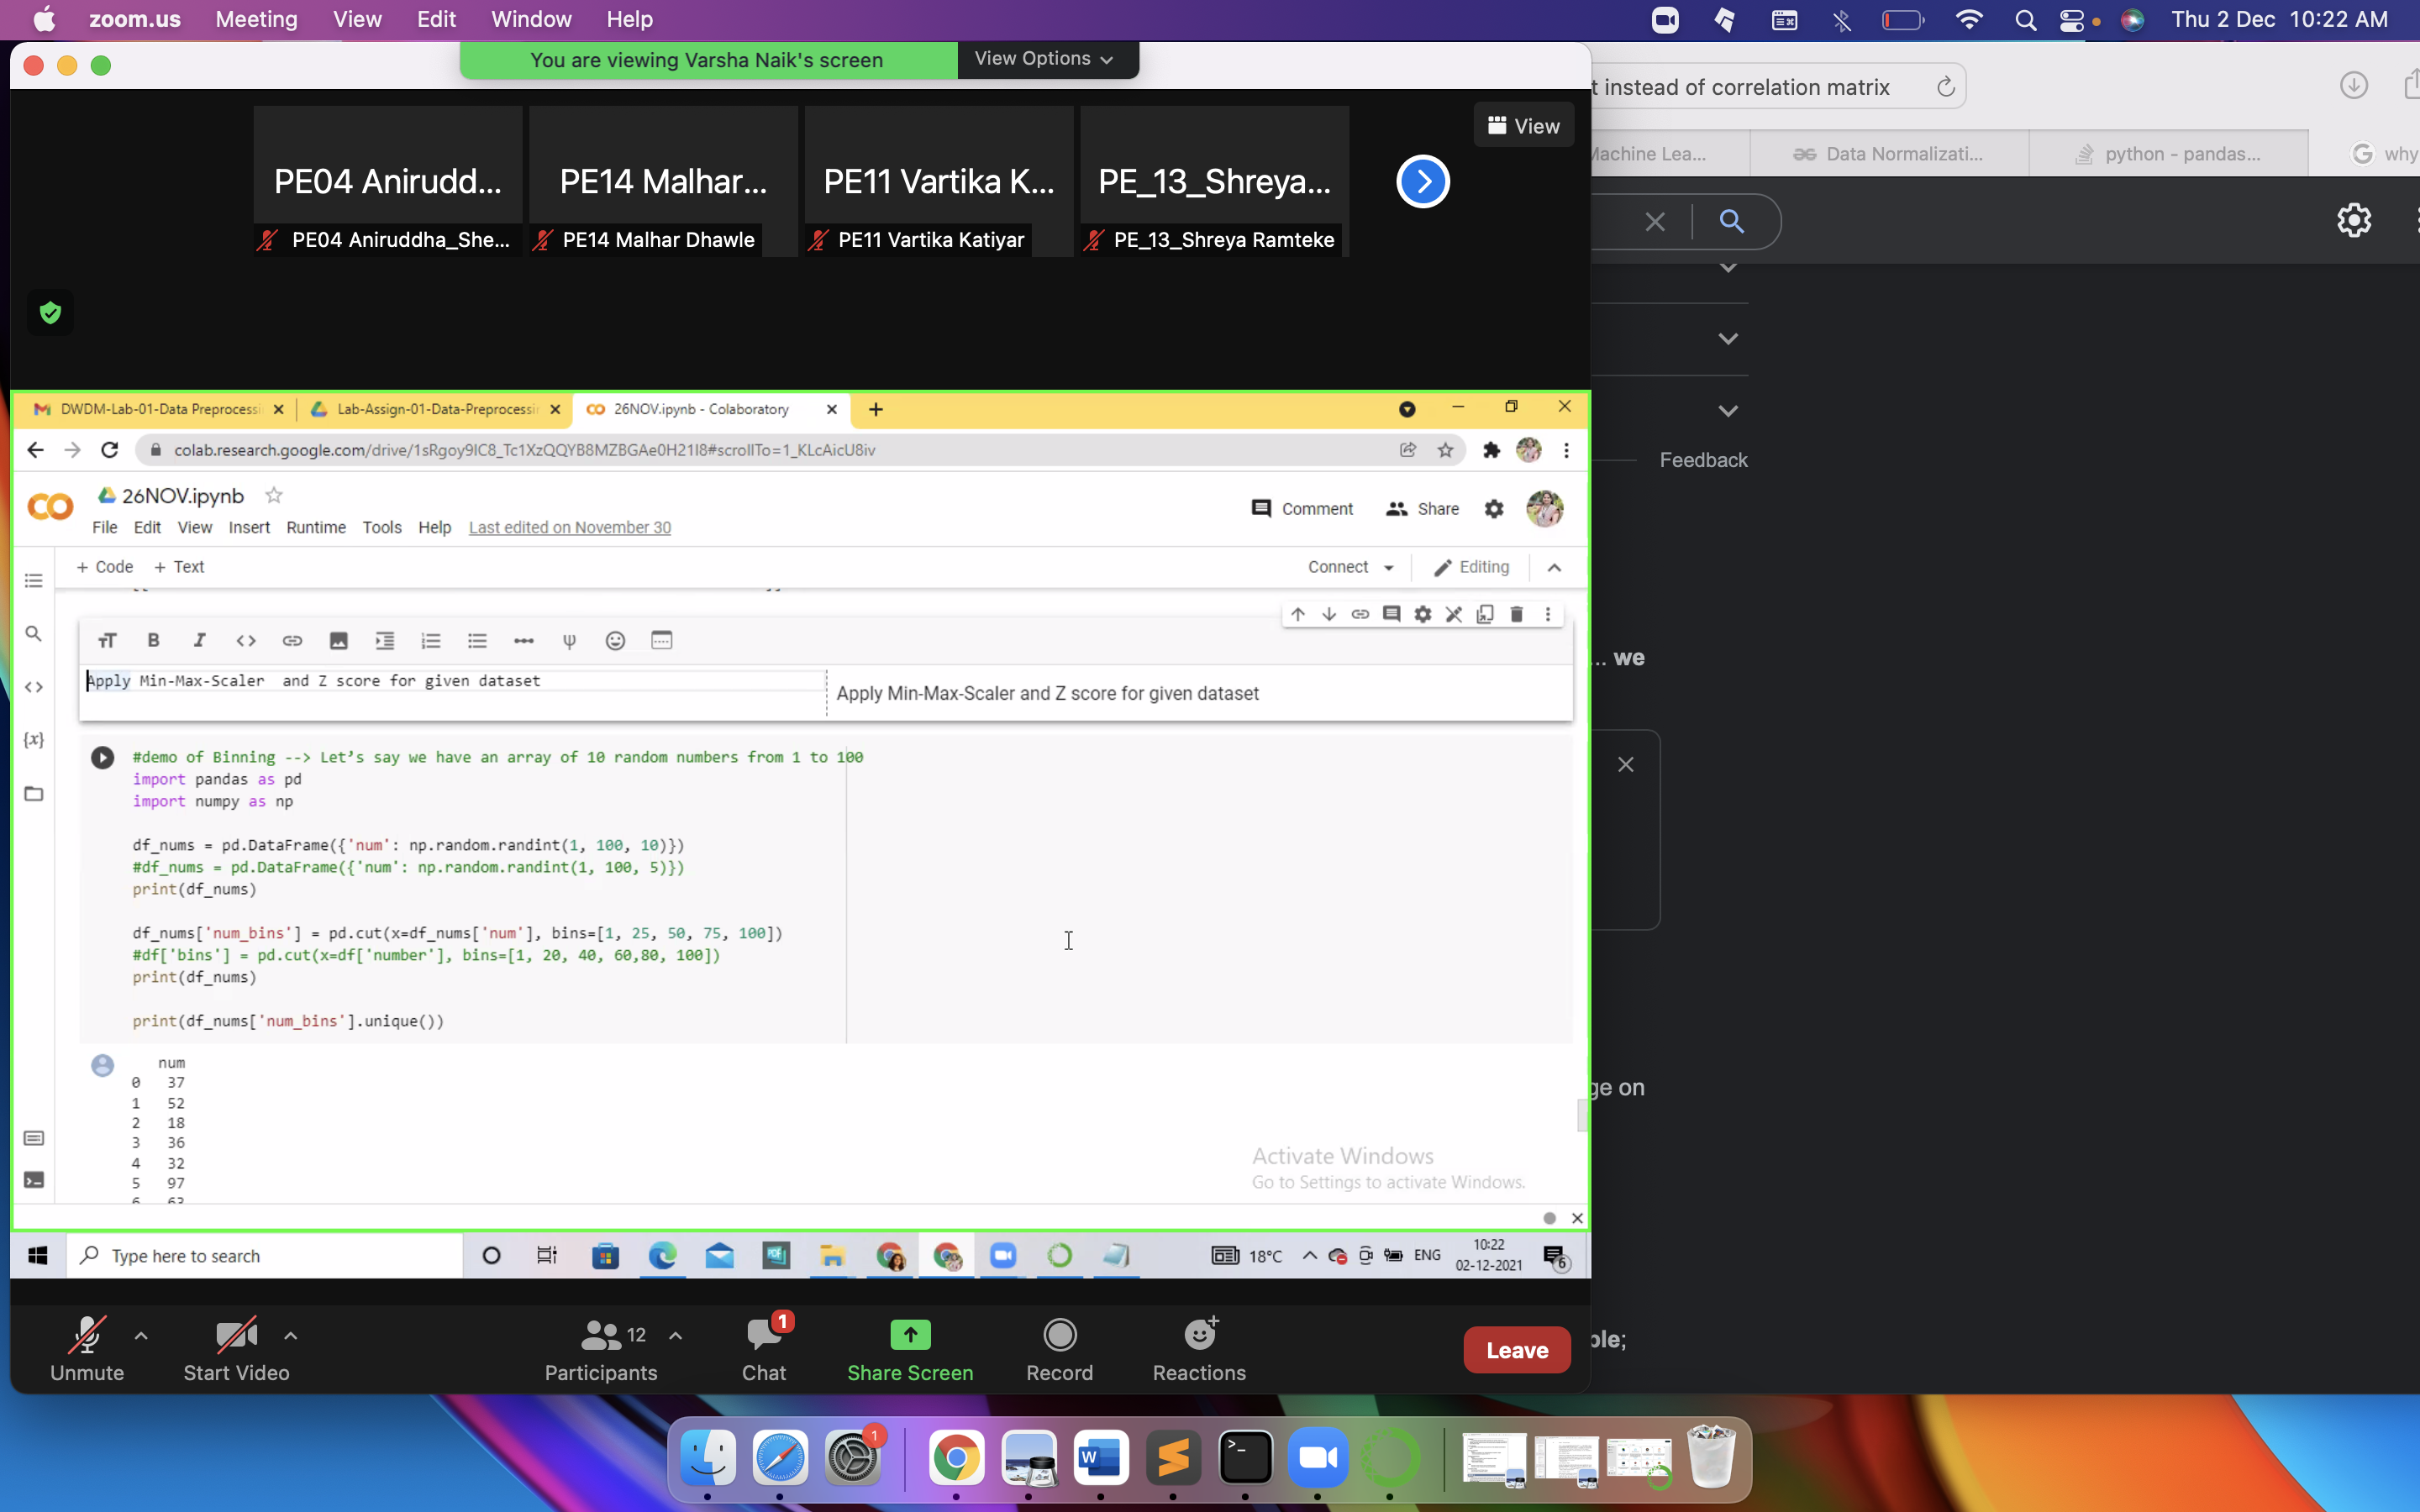 zoom.us Meeting View Edit Window Help
Thu 2 Dec 10:22 AM
You are viewing Varsha Naik's screen
View Options
t instead of correlation matrix
View
Machine Lea...
Data Normalizati...
python - pandas...
why
PE04 Anirudd...
PE14 Malhar...
PE11 Vartika K...
PE_13_Shreya...
PE04 Aniruddha_She...
PE14 Malhar Dhawle
PE11 Vartika Katiyar
PE_13_Shreya Ramteke
DWDM-Lab-01-Data Preprocessi
Lab-Assign-01-Data-Preprocessin
26NOV.ipynb - Colaboratory
colab.research.google.com/drive/1sRgoy9IC8_Tc1XzQQYB8MZBGAe0H21I8#scrollTo=1_KLcAicU8iv
Feedback
26NOV.ipynb
Comment
Share
File Edit View Insert Runtime Tools Help Last edited on November 30
+ Code + Text
Connect
Editing
... we
Apply Min-Max-Scaler and Z score for given dataset
Apply Min-Max-Scaler and Z score for given dataset
#demo of Binning --> Let's say we have an array of 10 random numbers from 1 to 100
import pandas as pd
import numpy as np
df_nums = pd.DataFrame({'num': np.random.randint(1, 100, 10)})
#df_nums = pd.DataFrame({'num': np.random.randint(1, 100, 5)})
print(df_nums)
df_nums['num_bins'] = pd.cut(x=df_nums['num'], bins=[1, 25, 50, 75, 100])
#df['bins'] = pd.cut(x=df['number'], bins=[1, 20, 40, 60,80, 100])
print(df_nums)
print(df_nums['num_bins'].unique())
num
0 37
1 52
2 18
3 36
4 32
5 97
6 63
ge on
Activate Windows
Go to Settings to activate Windows.
Type here to search
18°C
ENG
10:22
02-12-2021
6
ble;
Unmute
Start Video
12
Participants
1
Chat
Share Screen
Record
Reactions
Leave
1